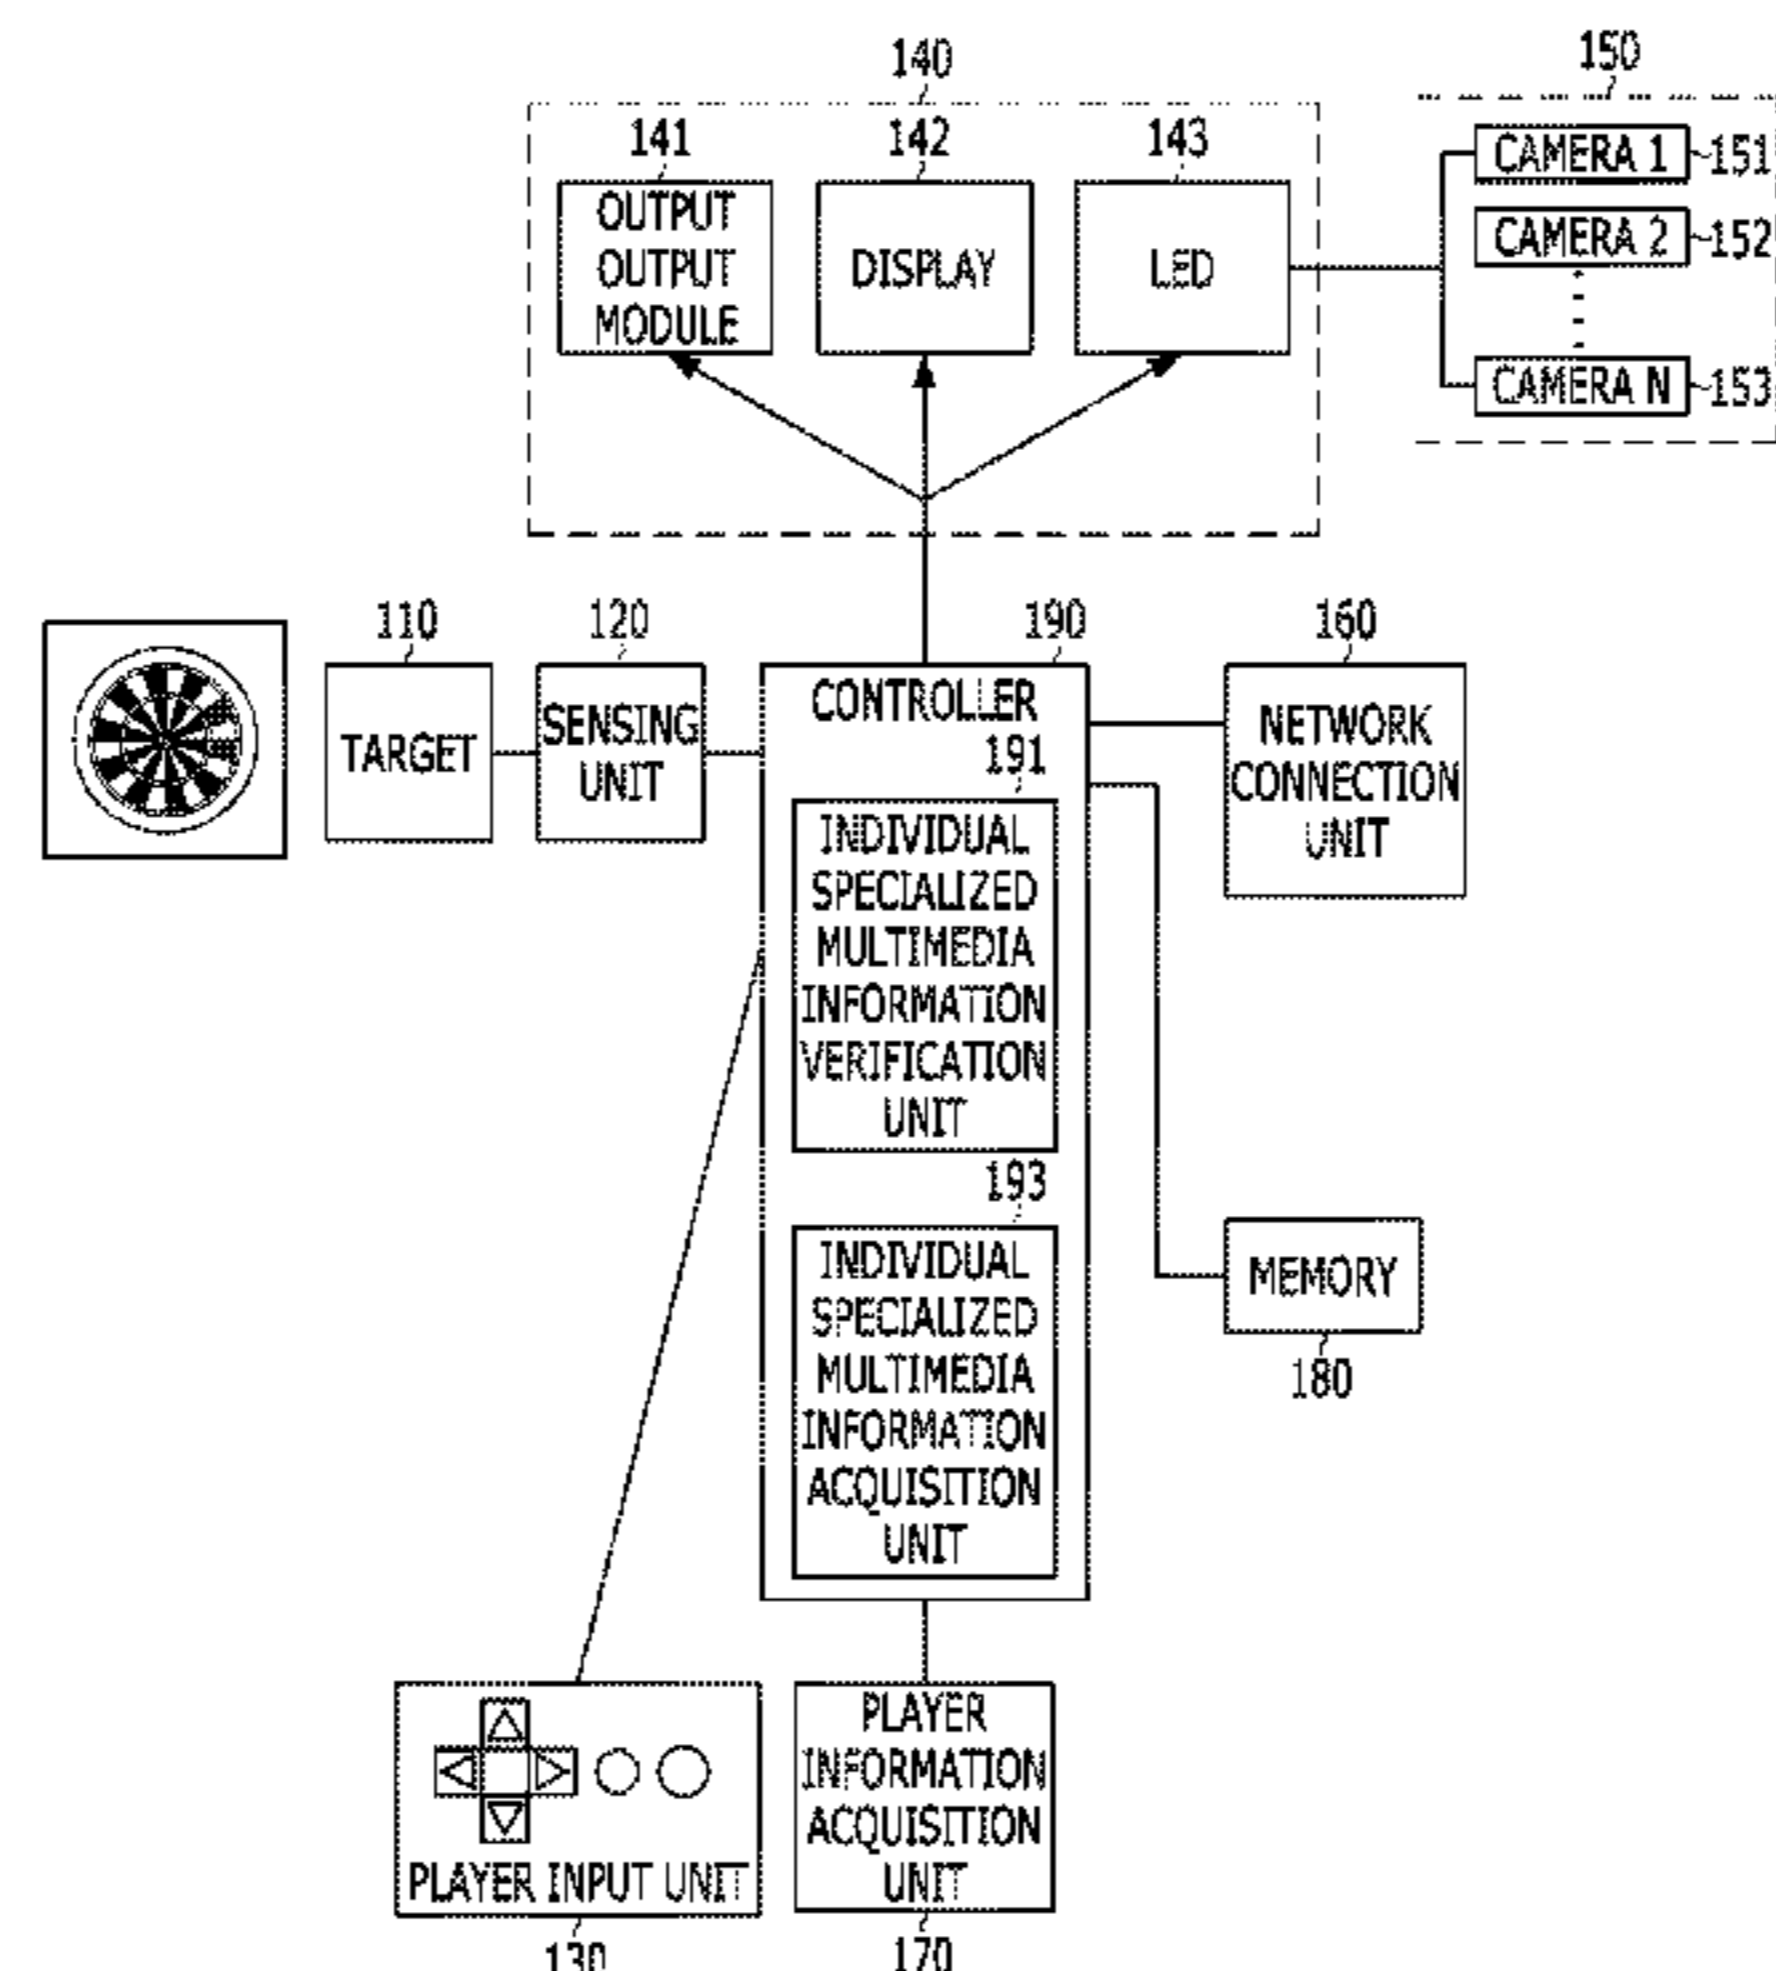 140
150
141
142
143
OUTPUT
OUTPUT
MODULE
DISPLAY
LED
CAMERA 1
151
CAMERA 2
152
CAMERA N
153
110
120
190
160
TARGET
SENSING
UNIT
CONTROLLER
191
INDIVIDUAL
SPECIALIZED
MULTIMEDIA
INFORMATION
VERIFICATION
UNIT
193
INDIVIDUAL
SPECIALIZED
MULTIMEDIA
INFORMATION
ACQUISITION
UNIT
NETWORK
CONNECTION
UNIT
MEMORY
180
PLAYER INPUT UNIT
130
PLAYER
INFORMATION
ACQUISITION
UNIT
170